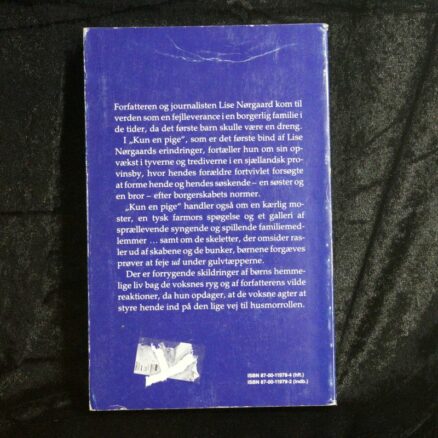 Forfatteren og journalisten Lise Nørgaard kom til
verden som en fejlleverance i en borgerlig familie i
de tider, da det første barn skulle være en dreng.
I „Kun en pige“, som er det første bind af Lise
Nørgaards erindringer, fortæller hun om sin op-
vækst i tyverne og trediverne i en sjællandsk pro-
vinsby, hvor hendes forældre fortvivlet forsøgte
at forme hende og hendes søskende – en søster og
en bror – efter borgerskabets normer.
„Kun en pige“ handler også om en kærlig mo-
ster, en tysk farmors spøgelse og et galleri af
sprællevende syngende og spillende familiemed-
lemmer ... samt om de skeletter, der omsider ras-
ler ud af skabene og de bunker, børnene forgæves
prøver at feje ud under gulvtæpperne.
Der er forrygende skildringer af børns hemme-
lige liv bag de voksnes ryg og af forfatterens vilde
reaktioner, da hun opdager, at de voksne agter at
styre hende ind på den lige vej til husmorrollen.
ISBN 87-00-11978-4 (hft.)
ISBN 87-00-11979-2 (indb.)